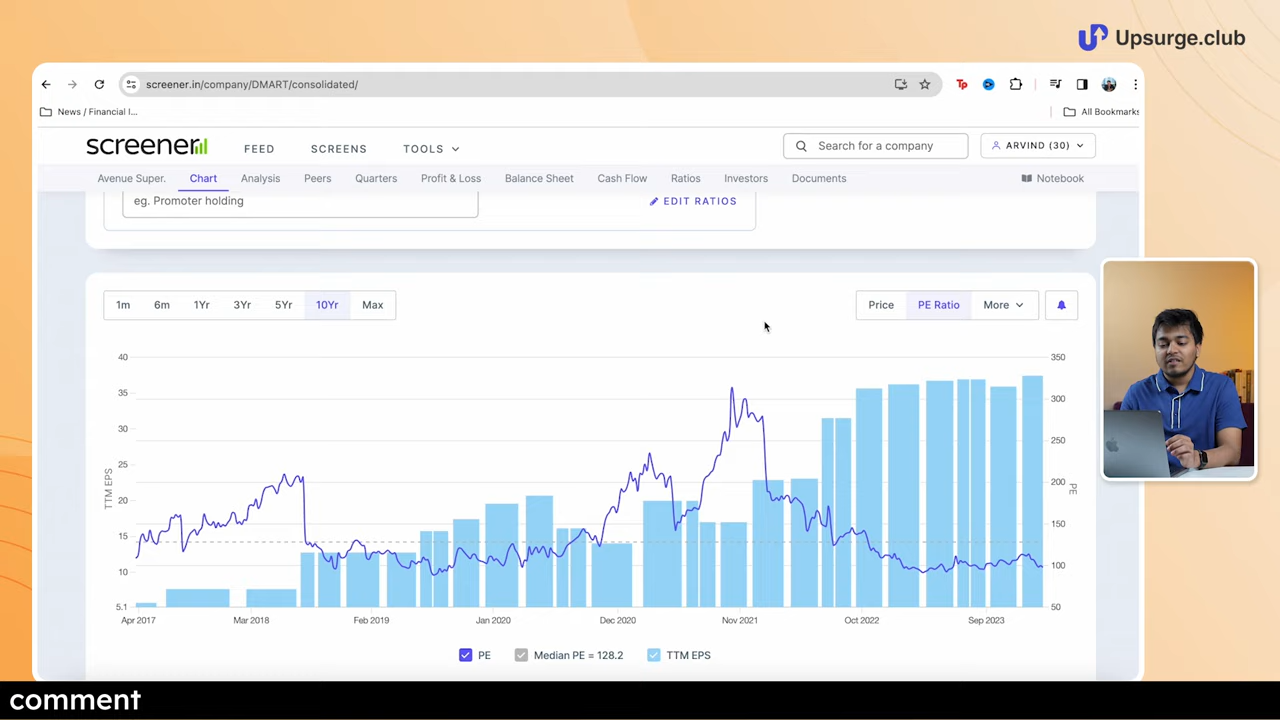 Upsurge.club
screener.in/company/DMART/consolidated/
Tp
News / Financial I...
All Bookmarks
screener
FEED
SCREENS
TOOLS
Search for a company
ARVIND (30)
Avenue Super.
Chart
Analysis
Peers
Quarters
Profit & Loss
Balance Sheet
Cash Flow
Ratios
Investors
Documents
Notebook
eg. Promoter holding
EDIT RATIOS
1m
6m
1Yr
3Yr
5Yr
10Yr
Max
Price
PE Ratio
More
40
35
30
25
20
15
10
5.1
TTM EPS
350
300
250
200
150
100
50
PE
Apr 2017
Mar 2018
Feb 2019
Jan 2020
Dec 2020
Nov 2021
Oct 2022
Sep 2023
PE
Median PE = 128.2
TTM EPS
comment